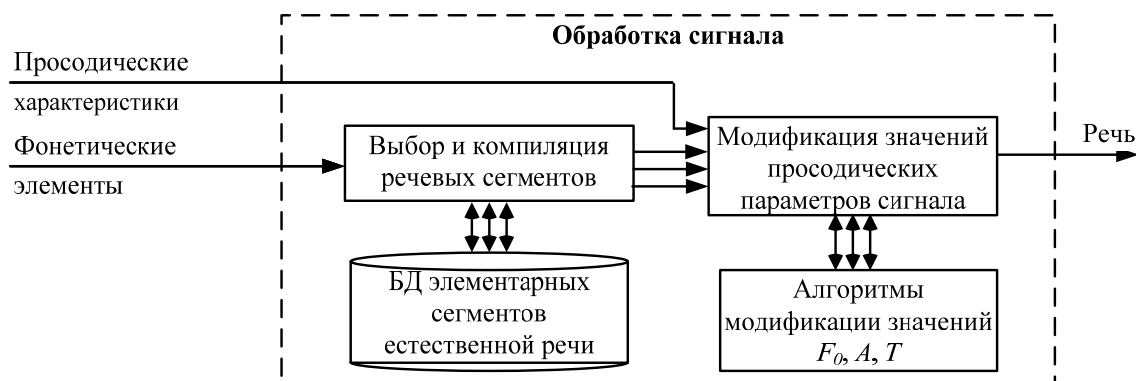 Обработка сигнала
Просодические
характеристики
Фонетические
элементы
Выбор и компиляция
речевых сегментов
Модификация значений
просодических
параметров сигнала
Речь
БД элементарных
сегментов
естественной речи
Алгоритмы
модификации значений
F0, A, T